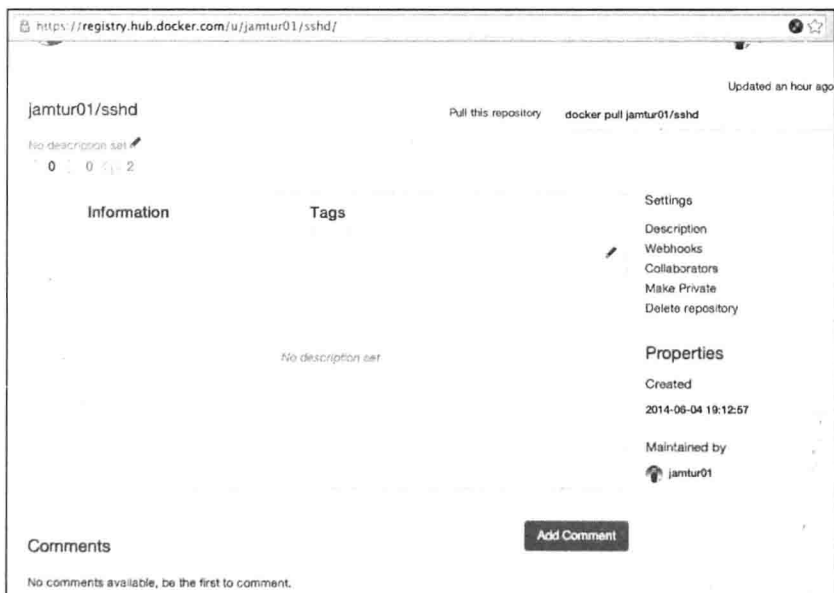 https://registry.hub.docker.com/u/jamtur01/sshd/
Updated an hour ago
jamtur01/sshd
Pull this repository docker pull jamtur01/sshd
No description set
0 0 2
Information Tags
No description set
Settings
Description
Webhooks
Collaborators
Make Private
Delete repository
Properties
Created
2014-06-04 19:12:57
Maintained by
jamtur01
Add Comment
Comments
No comments available, be the first to comment.